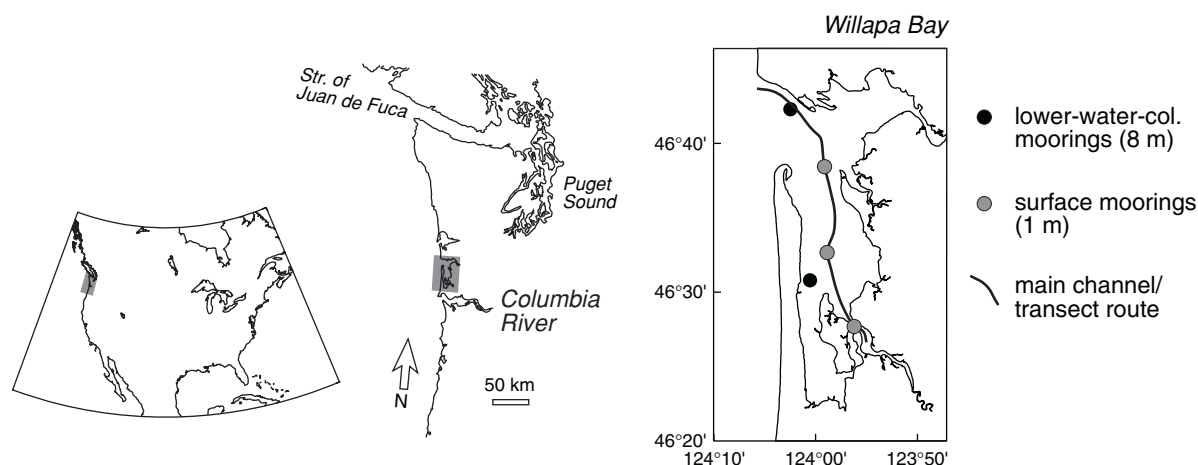 Willapa Bay
Str. of
Juan de Fuca
Puget
Sound
Columbia
River
N
50 km
46°40'
46°30'
46°20'
124°10'
124°00'
123°50'
lower-water-col.
moorings (8 m)
surface moorings
(1 m)
main channel/
transect route